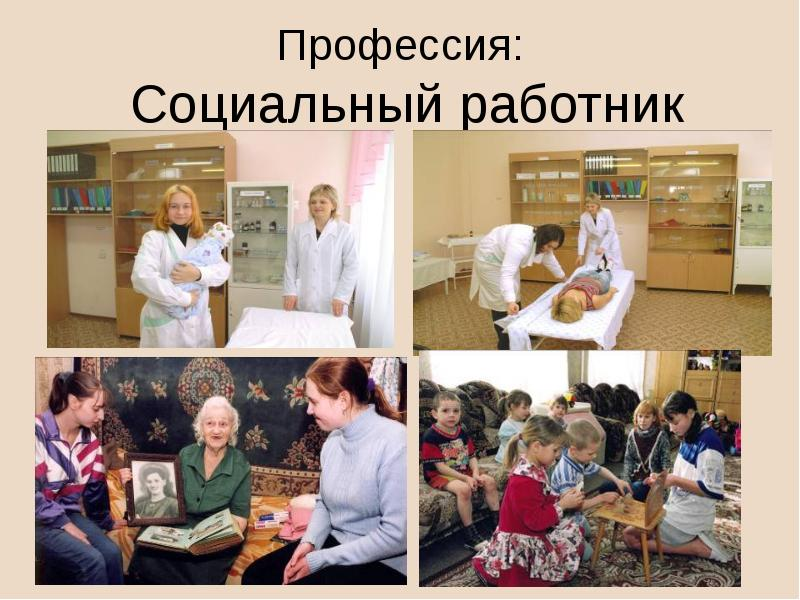 Профессия:
Социальный работник